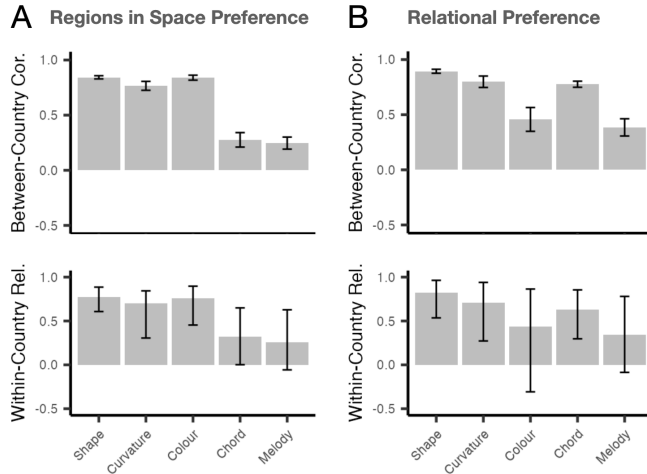 A Regions in Space Preference
Between-Country Cor.
1.0
0.5
0.0
-0.5
Within-Country Rel.
1.0
0.5
0.0
-0.5
Shape
Curvature
Colour
Chord
Melody
B Relational Preference
Between-Country Cor.
1.0
0.5
0.0
-0.5
Within-Country Rel.
1.0
0.5
0.0
-0.5
Shape
Curvature
Colour
Chord
Melody